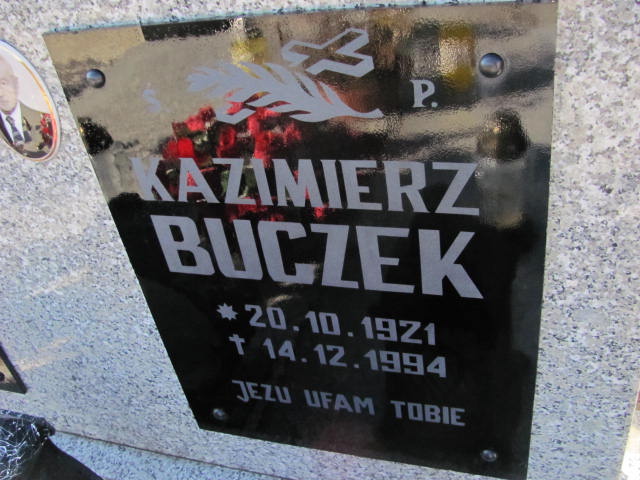 Ś. P.
KAZIMIERZ
BUCZEK
* 20.10.1921
† 14.12.1994
JEZU UFAM TOBIE